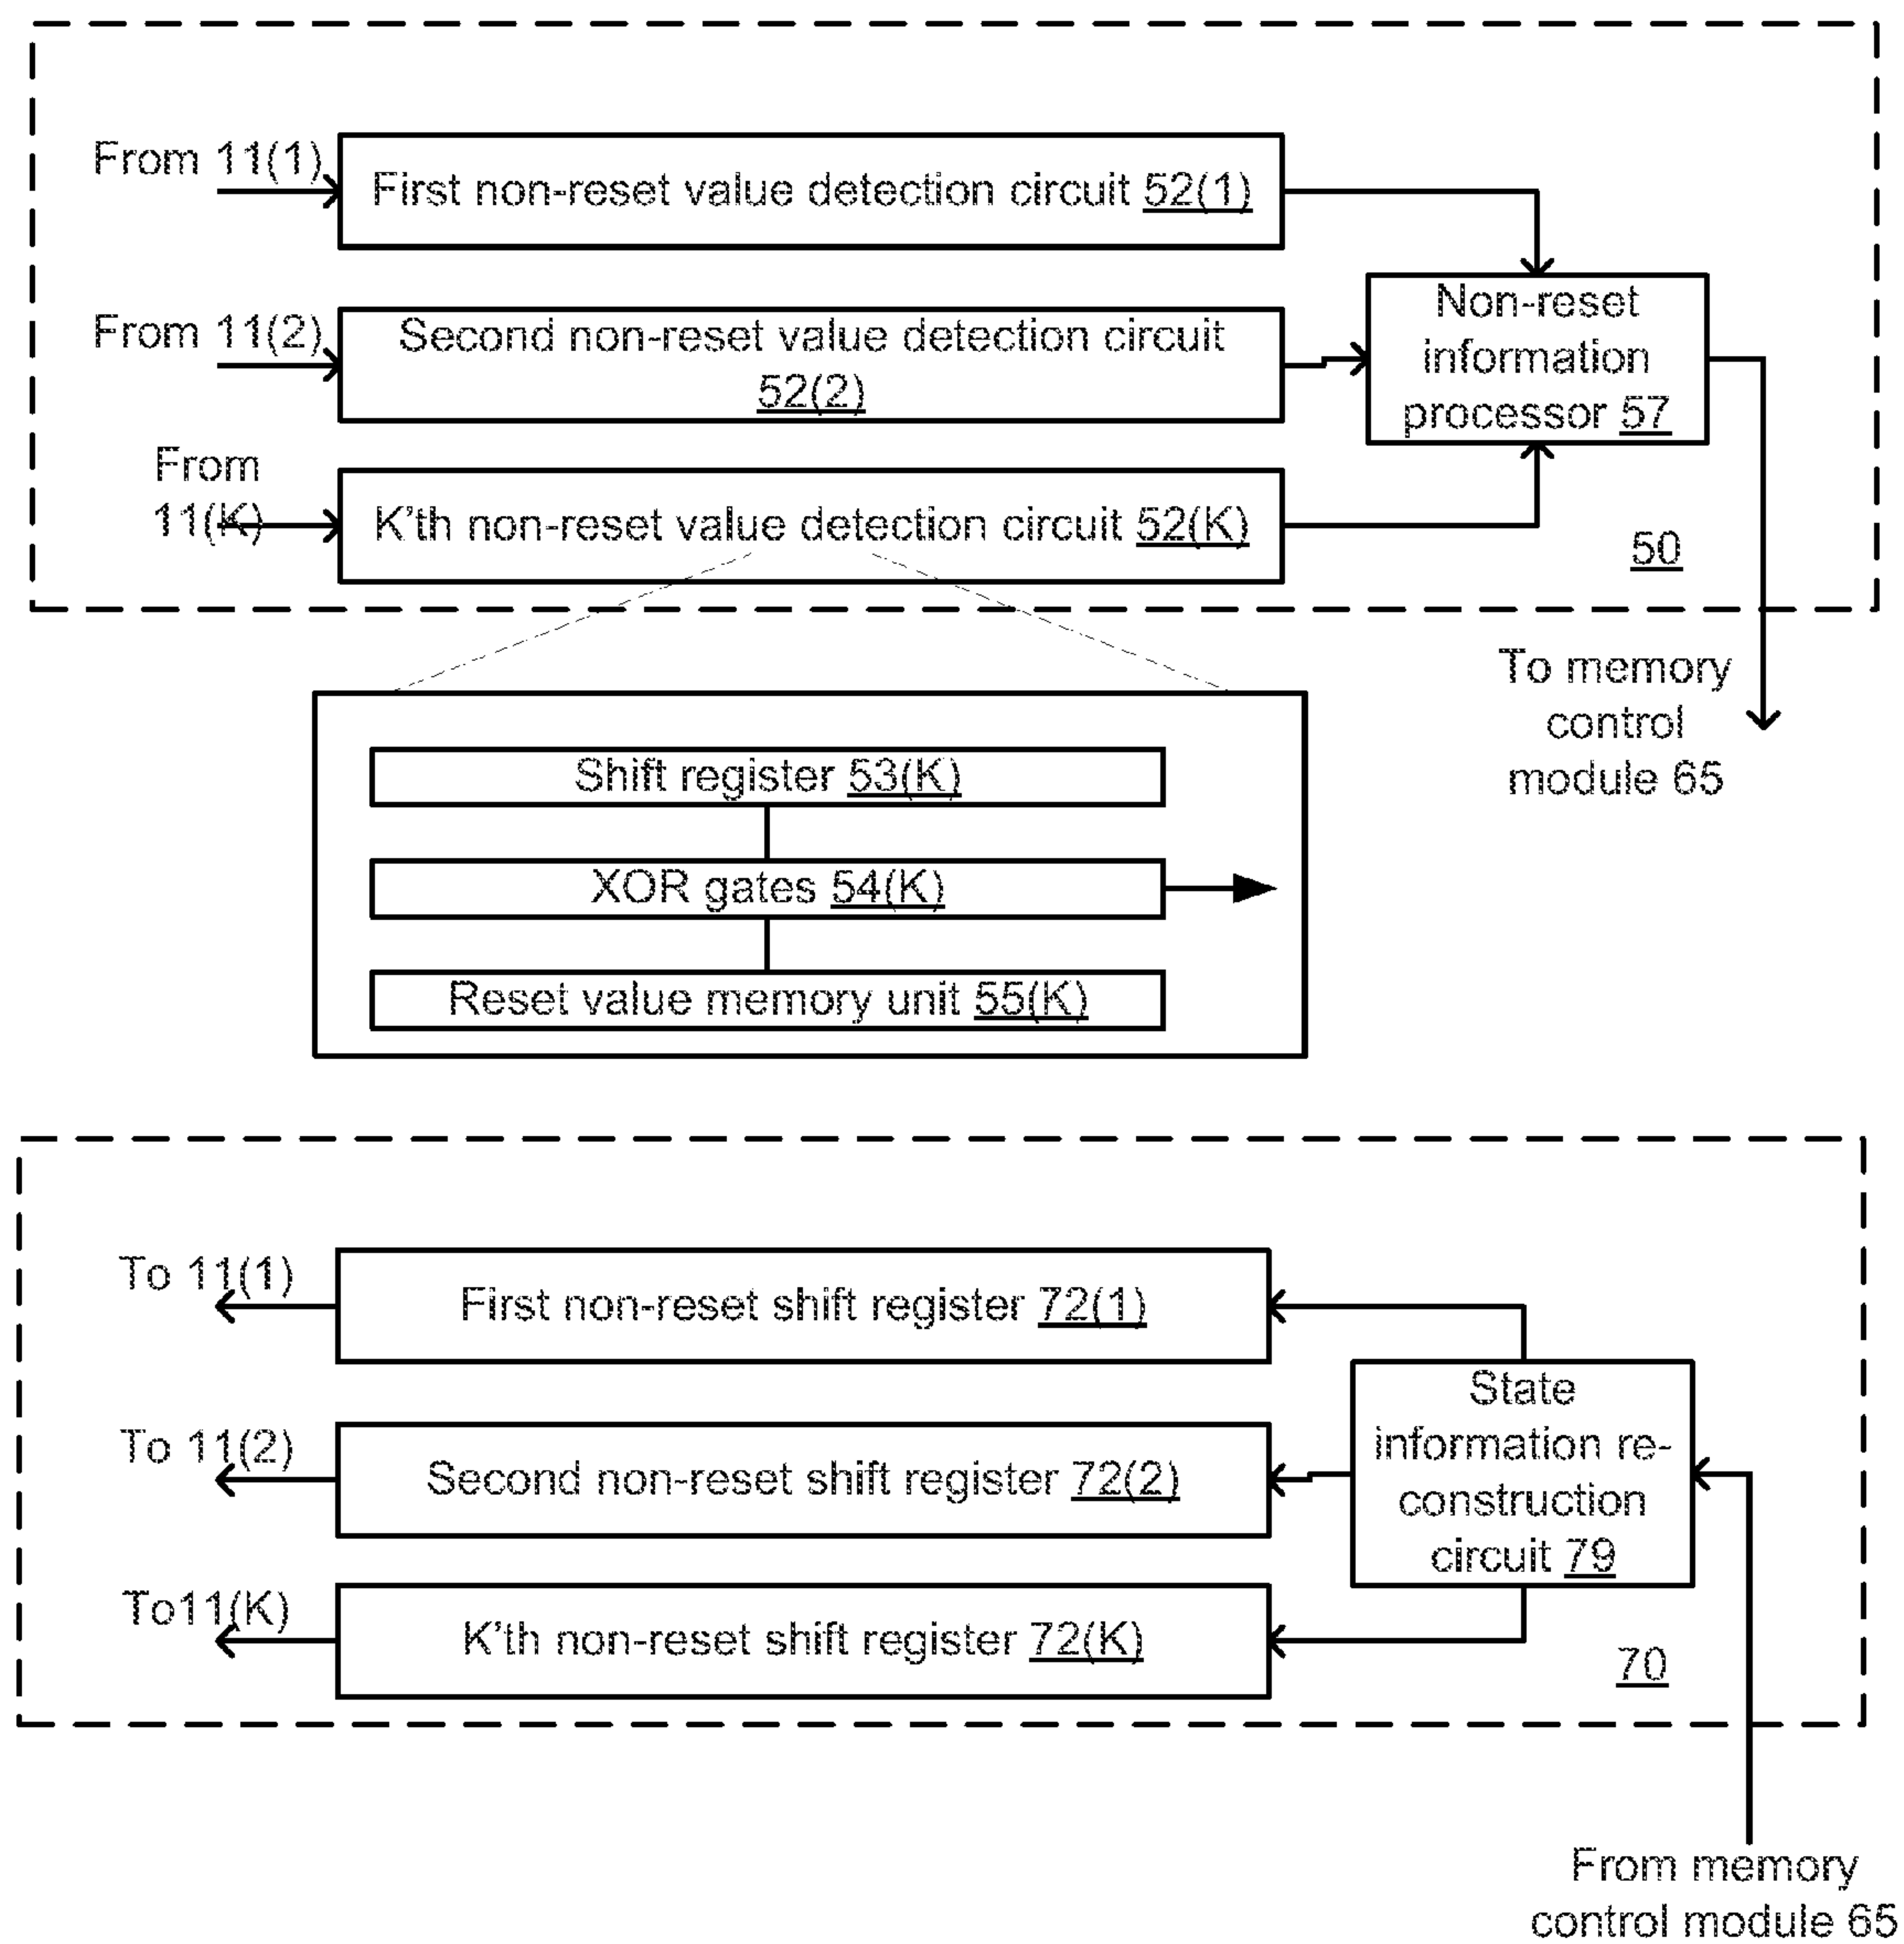 From 11(1)
First non-reset value detection circuit 52(1)
From 11(2)
Second non-reset value detection circuit
52(2)
Non-reset
information
processor 57
From
11(K)
K'th non-reset value detection circuit 52(K)
50
To memory
control
module 65
Shift register 53(K)
XOR gates 54(K)
Reset value memory unit 55(K)
To 11(1)
First non-reset shift register 72(1)
To 11(2)
Second non-reset shift register 72(2)
State
information re-
construction
circuit 79
To11(K)
K'th non-reset shift register 72(K)
70
From memory
control module 65